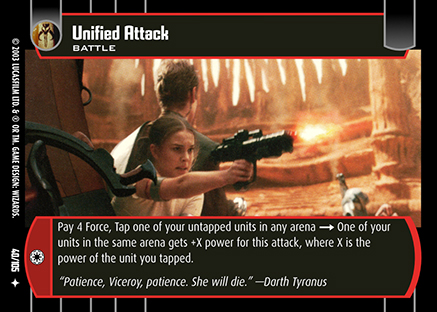 Unified Attack
BATTLE
Pay 4 Force, Tap one of your untapped units in any arena → One of your
units in the same arena gets +X power for this attack, where X is the
power of the unit you tapped.
“Patience, Viceroy, patience. She will die.” —Darth Tyranus
© 2003 LUCASFILM LTD. & ® OR TM. GAME DESIGN: WIZARDS.
40/105